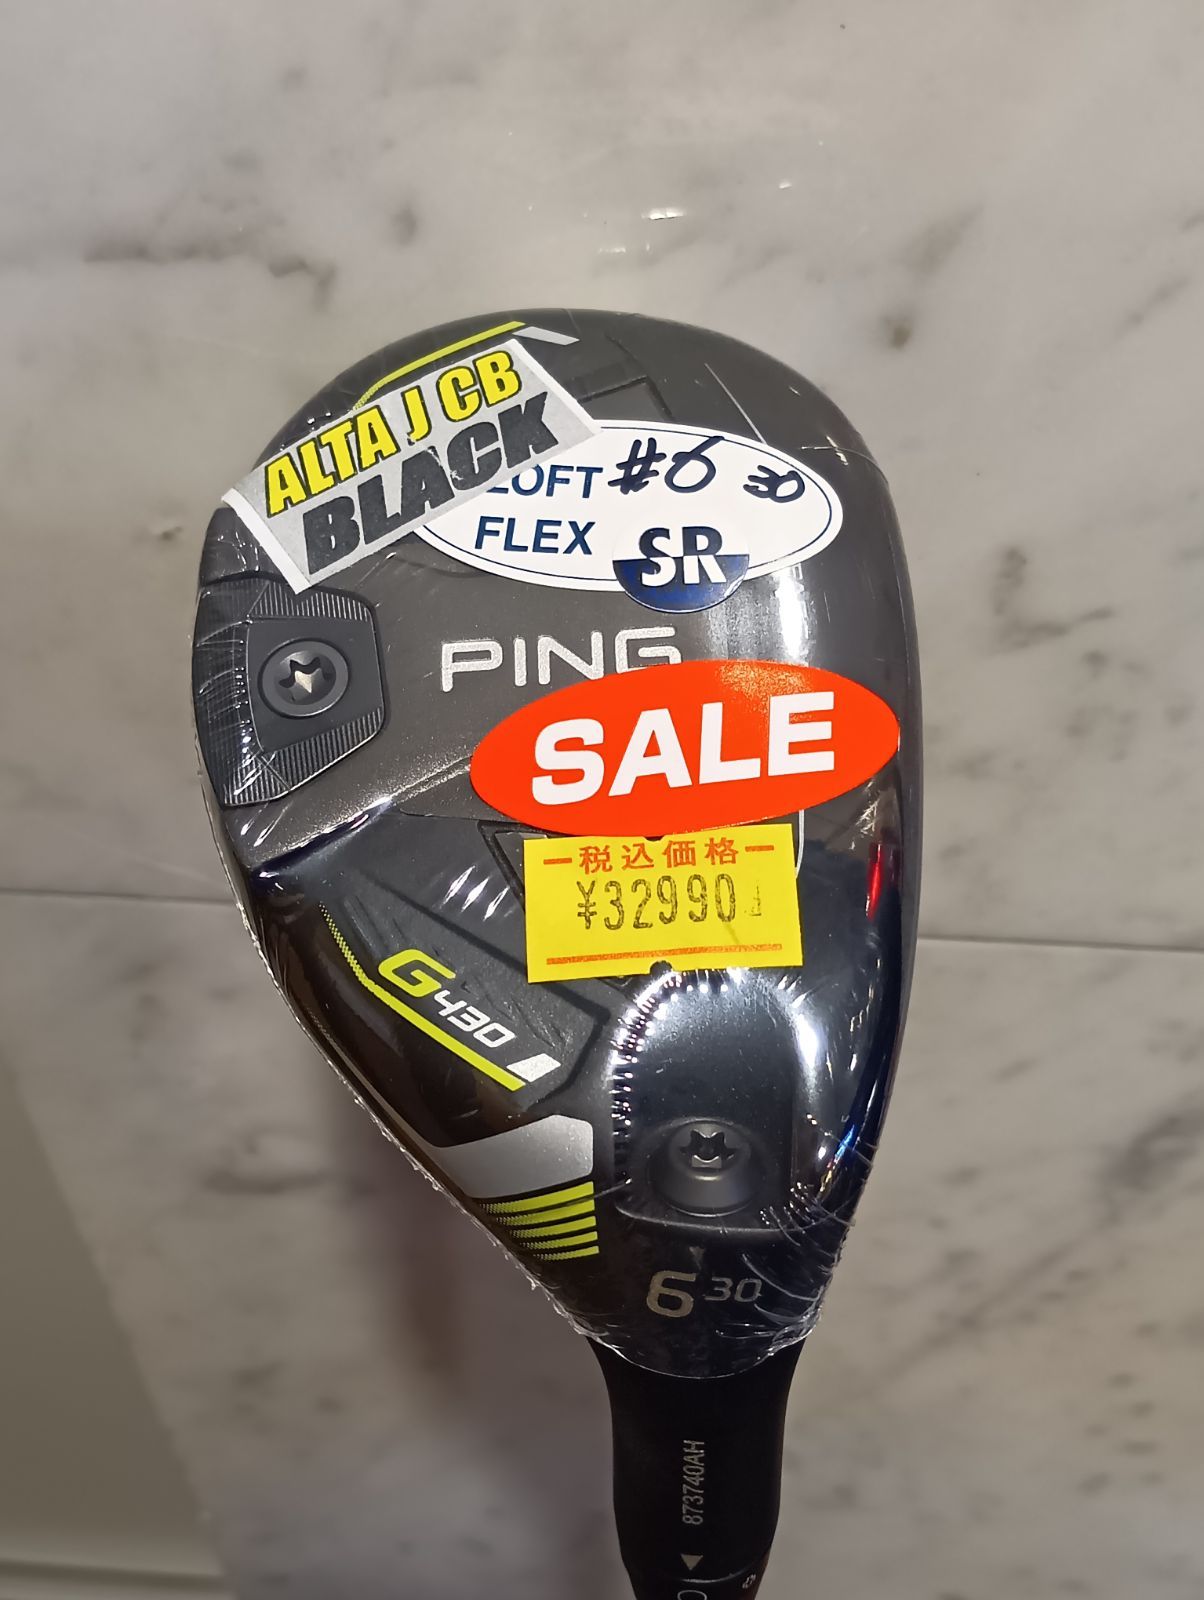 ALTA J CB
BLACK
LOFT #6 30
FLEX SR
PING
SALE
税込価格
¥32990
G430
6 30
873740AH